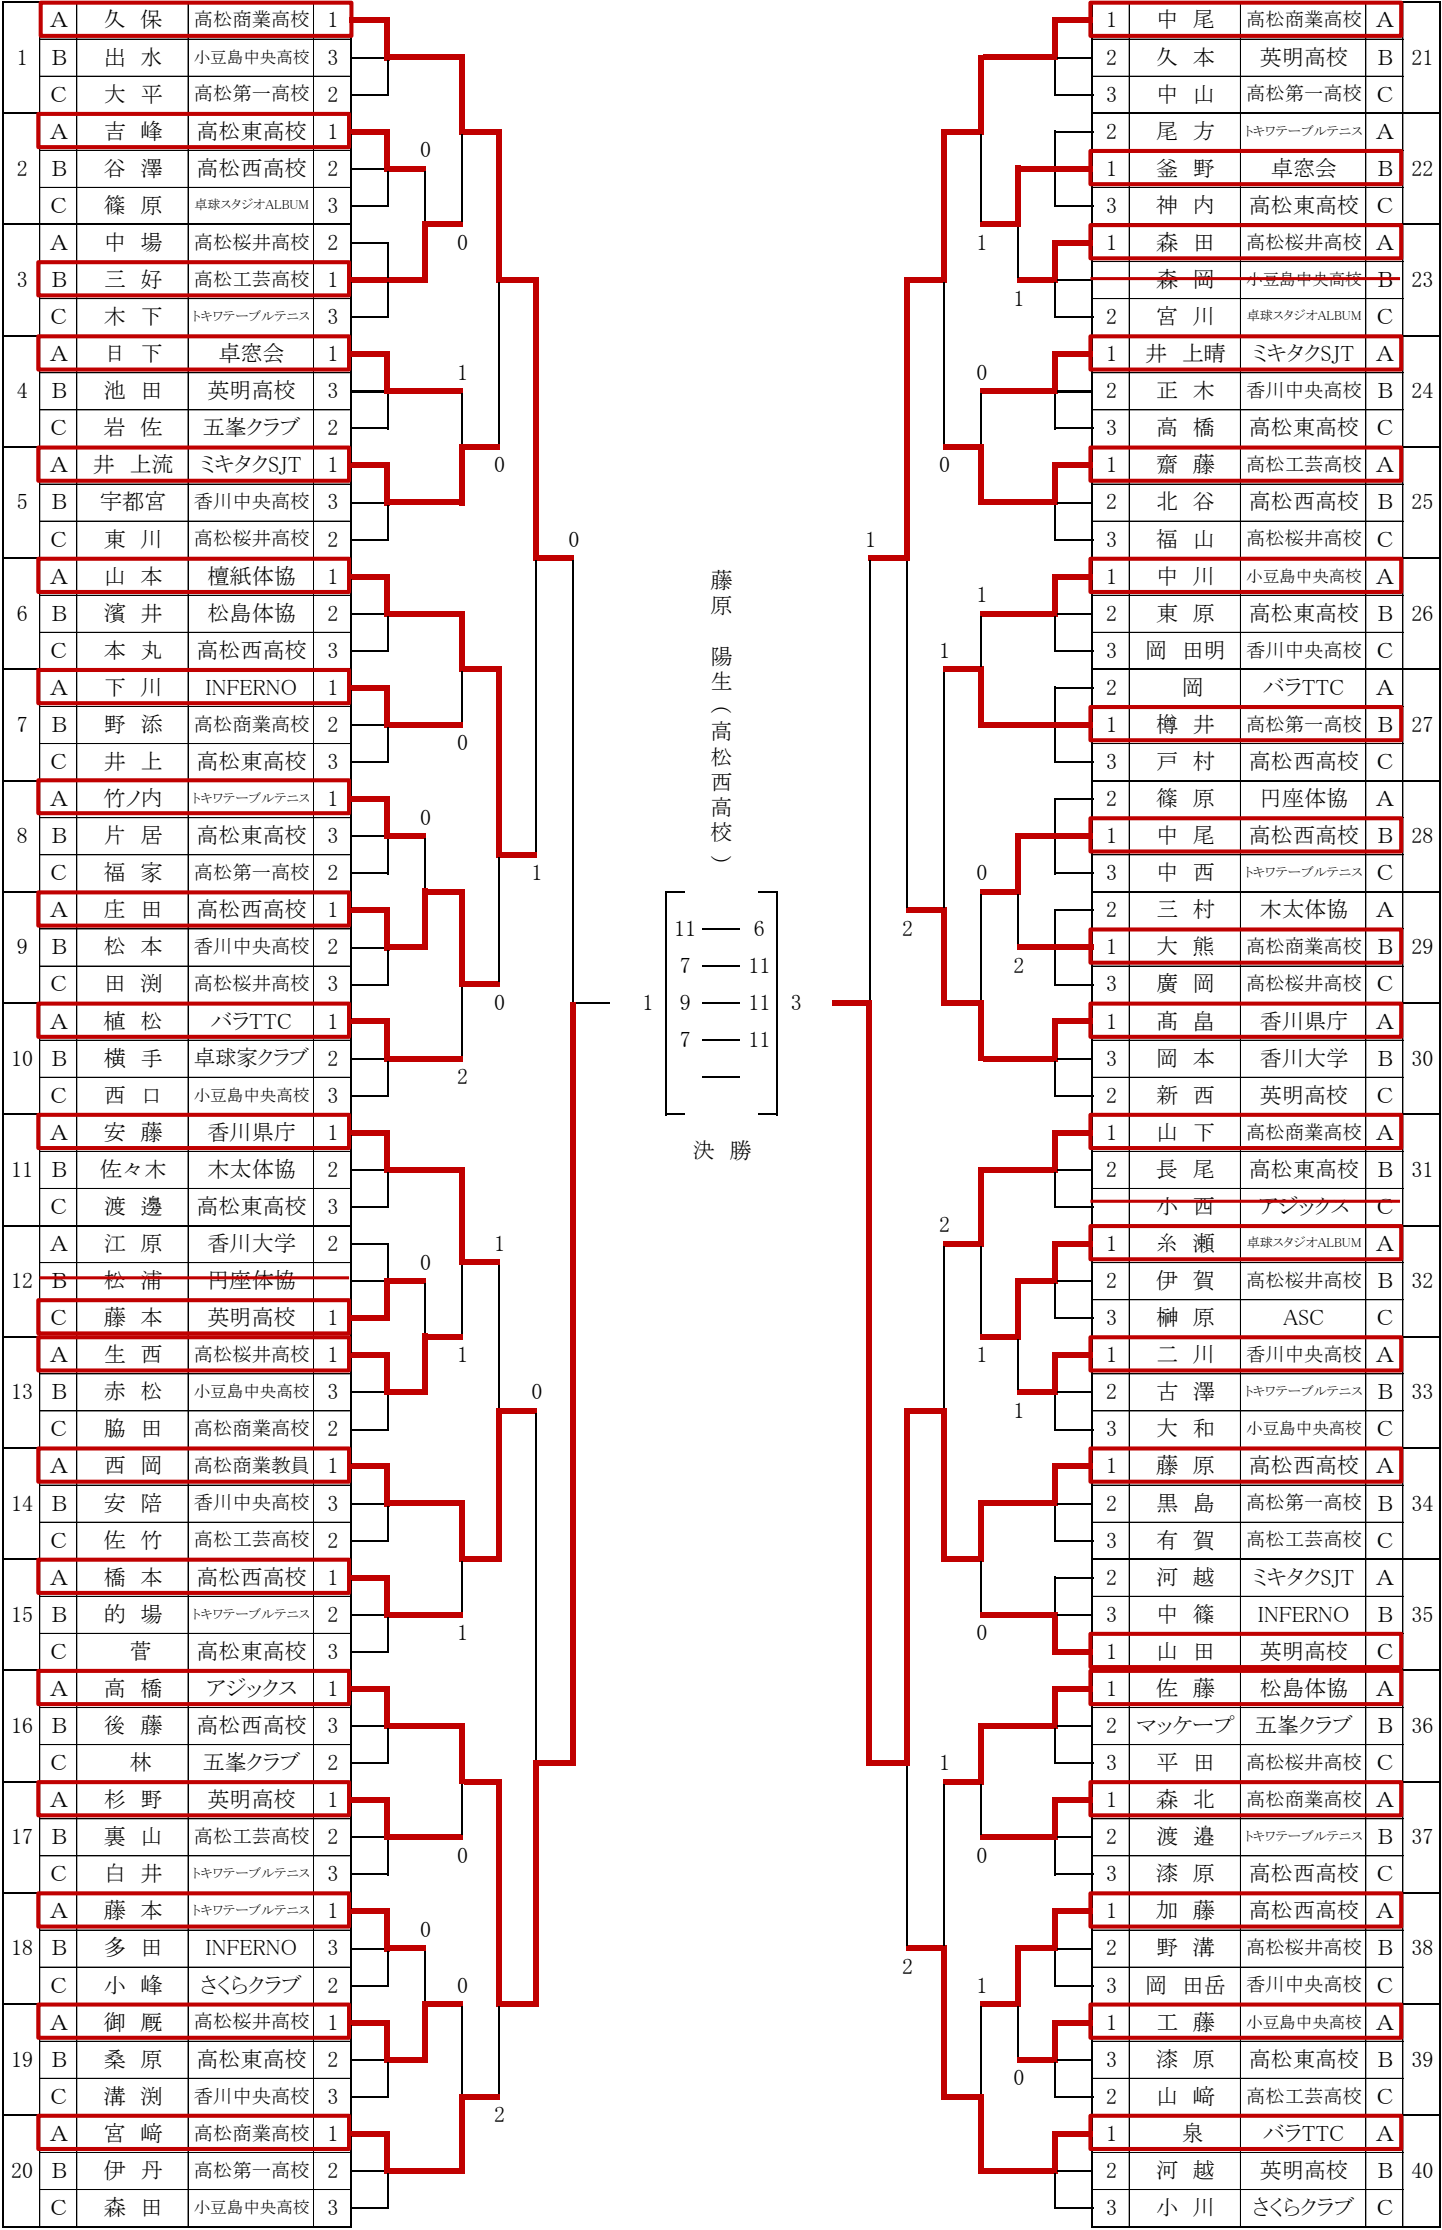 1
A 久保 高松商業高校 1
B 出水 小豆島中央高校 3
C 大平 高松第一高校 2
2
A 吉峰 高松東高校 1
B 谷澤 高松西高校 2
C 篠原 卓球スタジオALBUM 3
3
A 中場 高松桜井高校 2
B 三好 高松工芸高校 1
C 木下 トキワテーブルテニス 3
4
A 日下 卓窓会 1
B 池田 英明高校 3
C 岩佐 五峯クラブ 2
5
A 井上流 ミキタクSJT 1
B 宇都宮 香川中央高校 3
C 東川 高松桜井高校 2
6
A 山本 檀紙体協 1
B 濱井 松島体協 2
C 本丸 高松西高校 3
7
A 下川 INFERNO 1
B 野添 高松商業高校 2
C 井上 高松東高校 3
8
A 竹ノ内 トキワテーブルテニス 1
B 片居 高松東高校 3
C 福家 高松第一高校 2
9
A 庄田 高松西高校 1
B 松本 香川中央高校 2
C 田渕 高松桜井高校 3
10
A 植松 バラTTC 1
B 横手 卓球家クラブ 2
C 西口 小豆島中央高校 3
11
A 安藤 香川県庁 1
B 佐々木 木太体協 2
C 渡邊 高松東高校 3
12
A 江原 香川大学 2
B 松浦 円座体協
C 藤本 英明高校 1
13
A 生西 高松桜井高校 1
B 赤松 小豆島中央高校 3
C 脇田 高松商業高校 2
14
A 西岡 高松商業教員 1
B 安陪 香川中央高校 3
C 佐竹 高松工芸高校 2
15
A 橋本 高松西高校 1
B 的場 トキワテーブルテニス 2
C 菅 高松東高校 3
16
A 高橋 アジックス 1
B 後藤 高松西高校 3
C 林 五峯クラブ 2
17
A 杉野 英明高校 1
B 裏山 高松工芸高校 2
C 白井 トキワテーブルテニス 3
18
A 藤本 トキワテーブルテニス 1
B 多田 INFERNO 3
C 小峰 さくらクラブ 2
19
A 御厩 高松桜井高校 1
B 桑原 高松東高校 2
C 溝渕 香川中央高校 3
20
A 宮﨑 高松商業高校 1
B 伊丹 高松第一高校 2
C 森田 小豆島中央高校 3
0
0
1
0
0
0
0
1
0
2
0
1
0
1
0
1
0
0
0
2
藤原 陽生（高松西高校）
1
11 — 6
7 — 11
9 — 11
7 — 11
—
3
決勝
1
1
0
0
1
1
1
2
0
2
2
1
1
0
1
0
2
1
0
1 中尾 高松商業高校 A
2 久本 英明高校 B
3 中山 高松第一高校 C
21
2 尾方 トキワテーブルテニス A
1 釜野 卓窓会 B
3 神内 高松東高校 C
22
1 森田 高松桜井高校 A
森岡 小豆島中央高校 B
2 宮川 卓球スタジオALBUM C
23
1 井上晴 ミキタクSJT A
2 正木 香川中央高校 B
3 高橋 高松東高校 C
24
1 齋藤 高松工芸高校 A
2 北谷 高松西高校 B
3 福山 高松桜井高校 C
25
1 中川 小豆島中央高校 A
2 東原 高松東高校 B
3 岡田明 香川中央高校 C
26
2 岡 バラTTC A
1 樽井 高松第一高校 B
3 戸村 高松西高校 C
27
2 篠原 円座体協 A
1 中尾 高松西高校 B
3 中西 トキワテーブルテニス C
28
2 三村 木太体協 A
1 大熊 高松商業高校 B
3 廣岡 高松桜井高校 C
29
1 髙畠 香川県庁 A
3 岡本 香川大学 B
2 新西 英明高校 C
30
1 山下 高松商業高校 A
2 長尾 高松東高校 B
小西 アジックス C
31
1 糸瀬 卓球スタジオALBUM A
2 伊賀 高松桜井高校 B
3 榊原 ASC C
32
1 二川 香川中央高校 A
2 古澤 トキワテーブルテニス B
3 大和 小豆島中央高校 C
33
1 藤原 高松西高校 A
2 黒島 高松第一高校 B
3 有賀 高松工芸高校 C
34
2 河越 ミキタクSJT A
3 中篠 INFERNO B
1 山田 英明高校 C
35
1 佐藤 松島体協 A
2 マッケープ 五峯クラブ B
3 平田 高松桜井高校 C
36
1 森北 高松商業高校 A
2 渡邉 トキワテーブルテニス B
3 漆原 高松西高校 C
37
1 加藤 高松西高校 A
2 野溝 高松桜井高校 B
3 岡田岳 香川中央高校 C
38
1 工藤 小豆島中央高校 A
3 漆原 高松東高校 B
2 山﨑 高松工芸高校 C
39
1 泉 バラTTC A
2 河越 英明高校 B
3 小川 さくらクラブ C
40